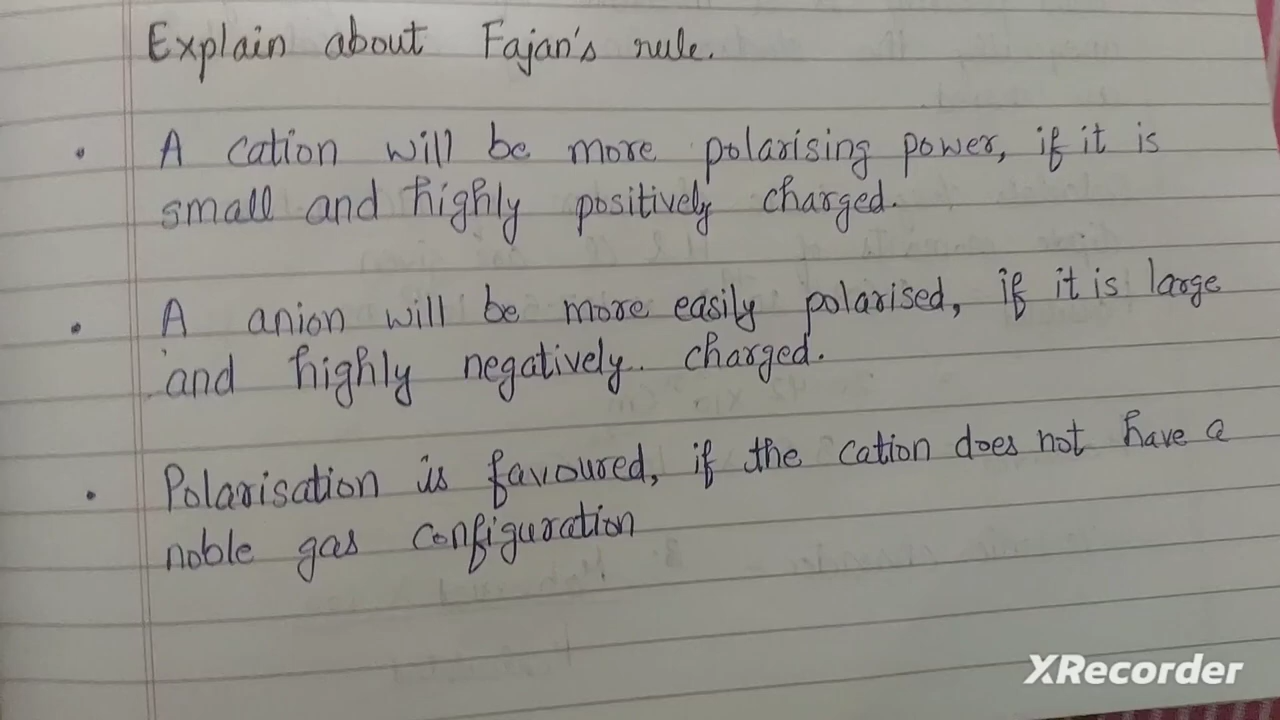 Explain about Fajan's rule.
• A cation will be more polarising power, if it is
small and highly positively charged.
• A anion will be more easily polarised, if it is large
and highly negatively charged.
• Polarisation is favoured, if the cation does not have a
noble gas configuration
XRecorder